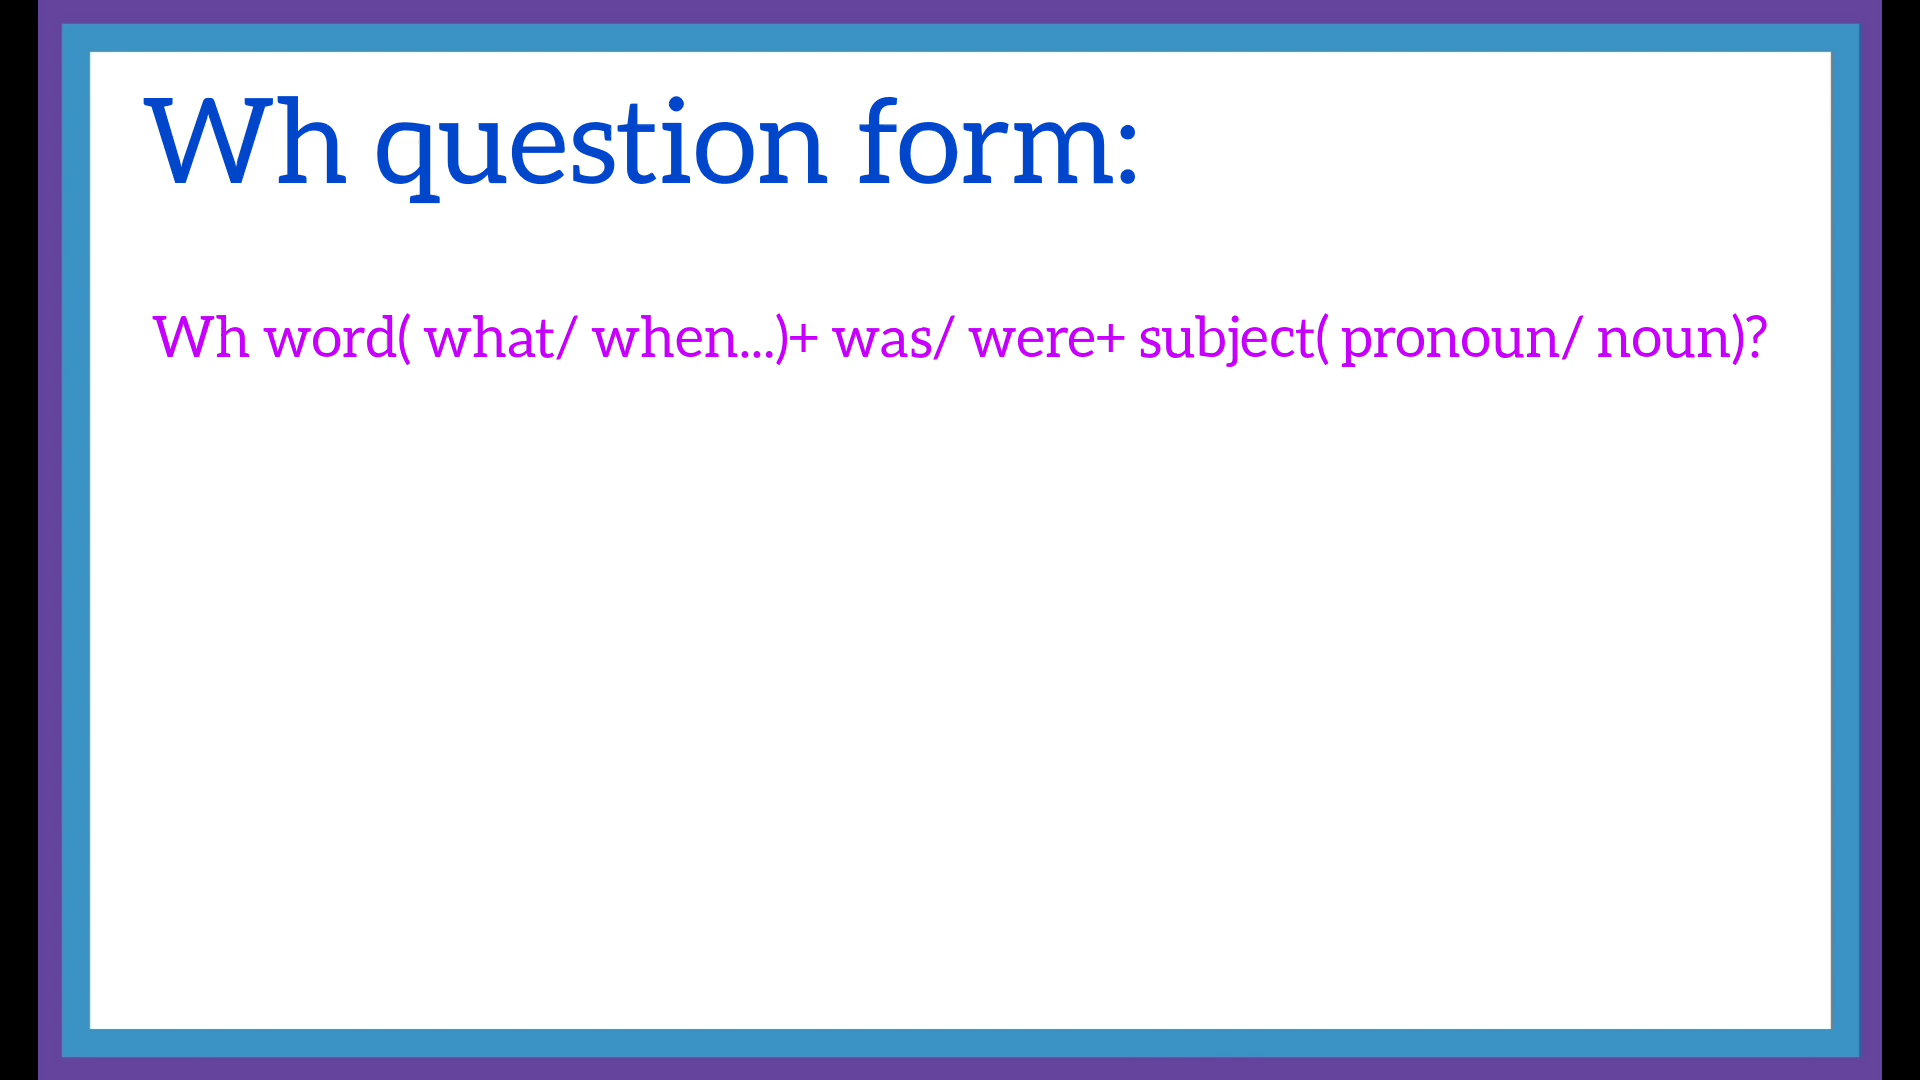 Wh question form:
Wh word( what/ when...)+ was/ were+ subject( pronoun/ noun)?